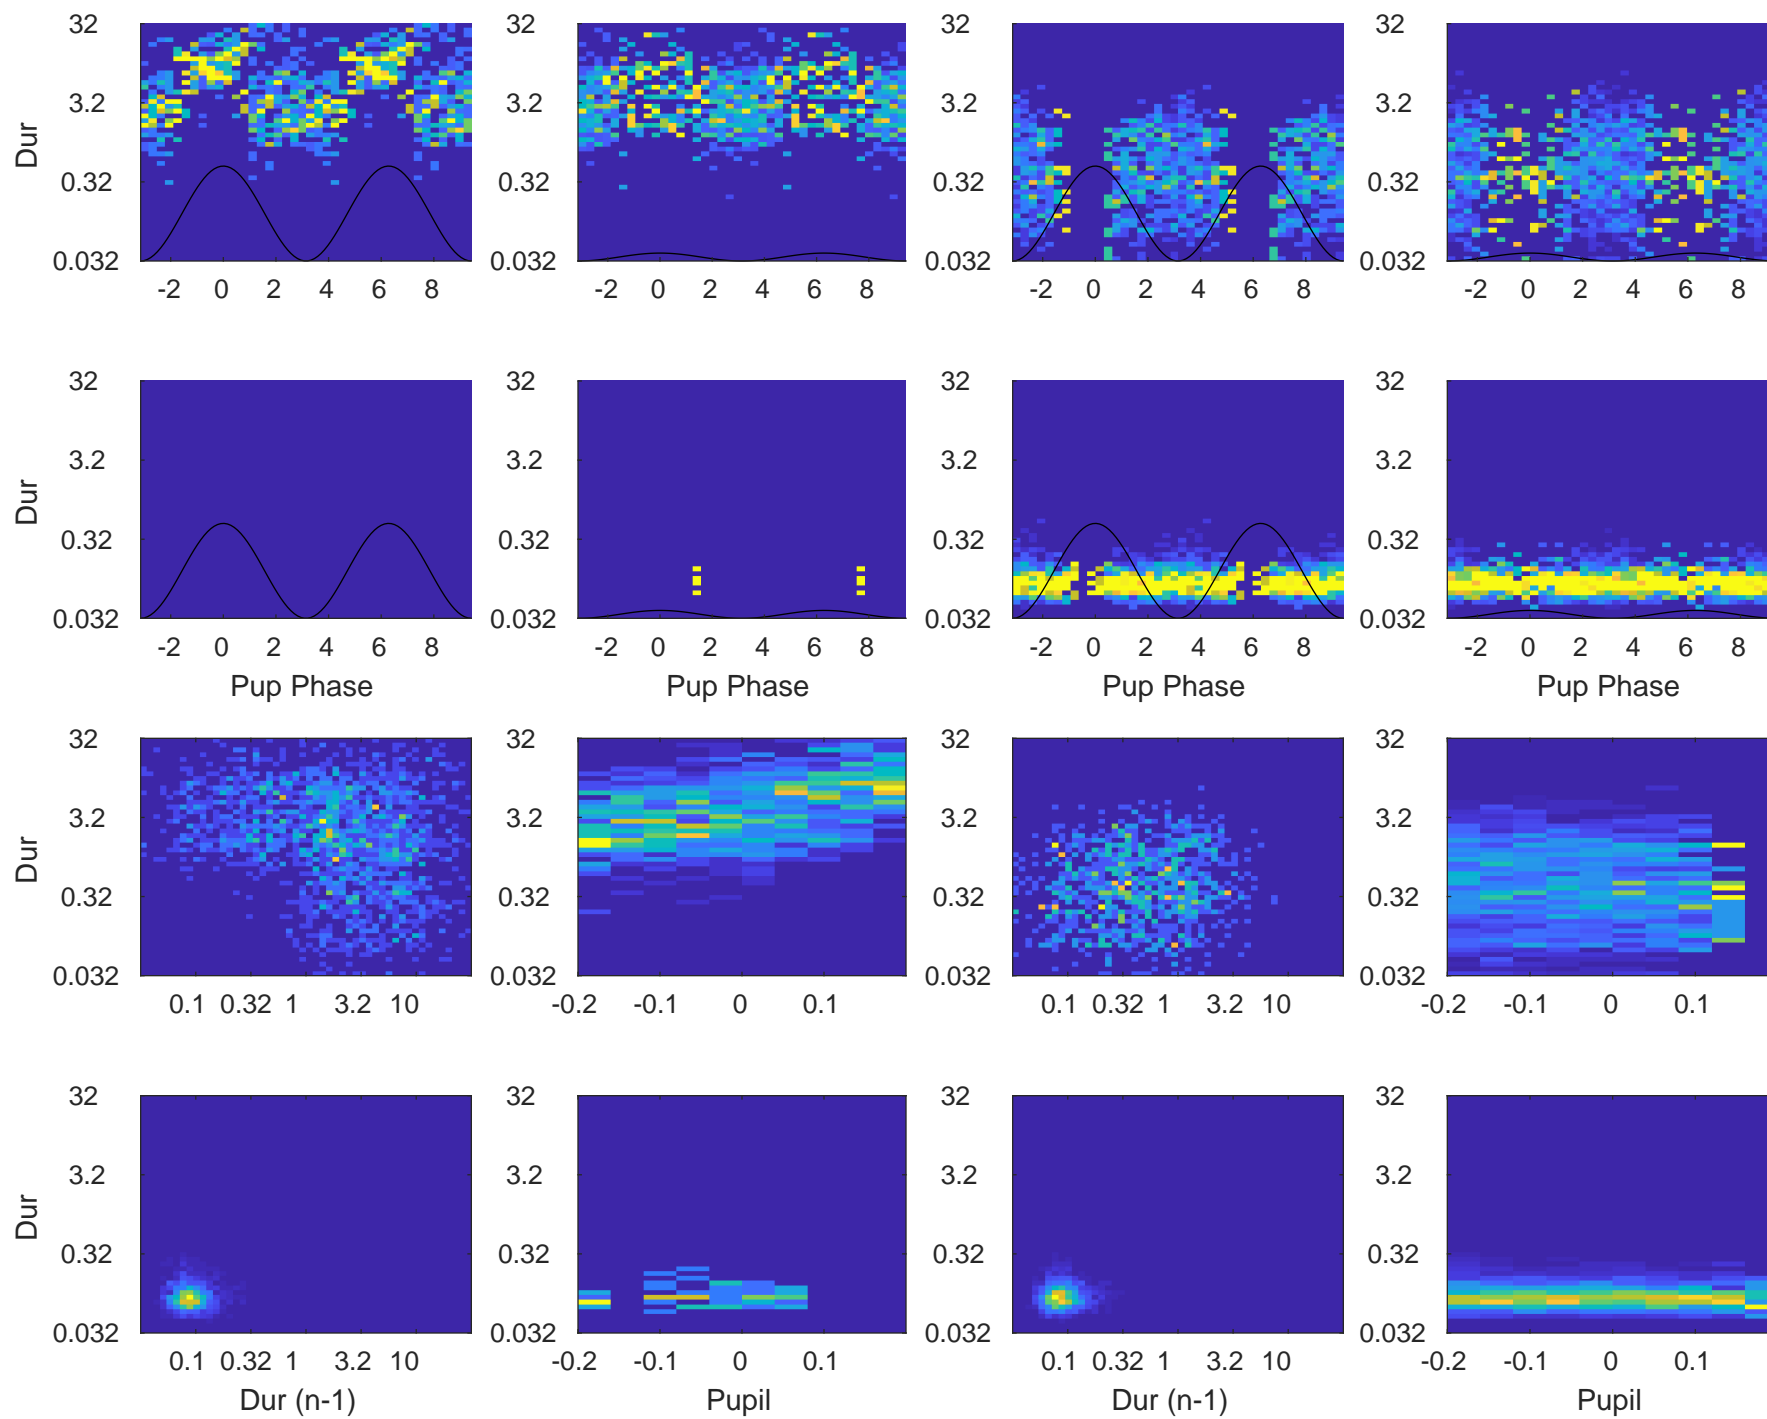 32 32 32 32
3.2 3.2 3.2 3.2
Dur
0.32 0.32 0.32 0.32
0.032 0.032 0.032 0.032
-2 0 2 4 6 8 -2 0 2 4 6 8 -2 0 2 4 6 8 -2 0 2 4 6 8
32 32 32 32
3.2 3.2 3.2 3.2
Dur
0.32 0.32 0.32 0.32
0.032 0.032 0.032 0.032
-2 0 2 4 6 8 -2 0 2 4 6 8 -2 0 2 4 6 8 -2 0 2 4 6 8
Pup Phase Pup Phase Pup Phase Pup Phase
32 32 32 32
3.2 3.2 3.2 3.2
Dur
0.32 0.32 0.32 0.32
0.032 0.032 0.032 0.032
0.1 0.32 1 3.2 10 -0.2 -0.1 0 0.1 0.1 0.32 1 3.2 10 -0.2 -0.1 0 0.1
32 32 32 32
3.2 3.2 3.2 3.2
Dur
0.32 0.32 0.32 0.32
0.032 0.032 0.032 0.032
0.1 0.32 1 3.2 10 -0.2 -0.1 0 0.1 0.1 0.32 1 3.2 10 -0.2 -0.1 0 0.1
Dur (n-1) Pupil Dur (n-1) Pupil